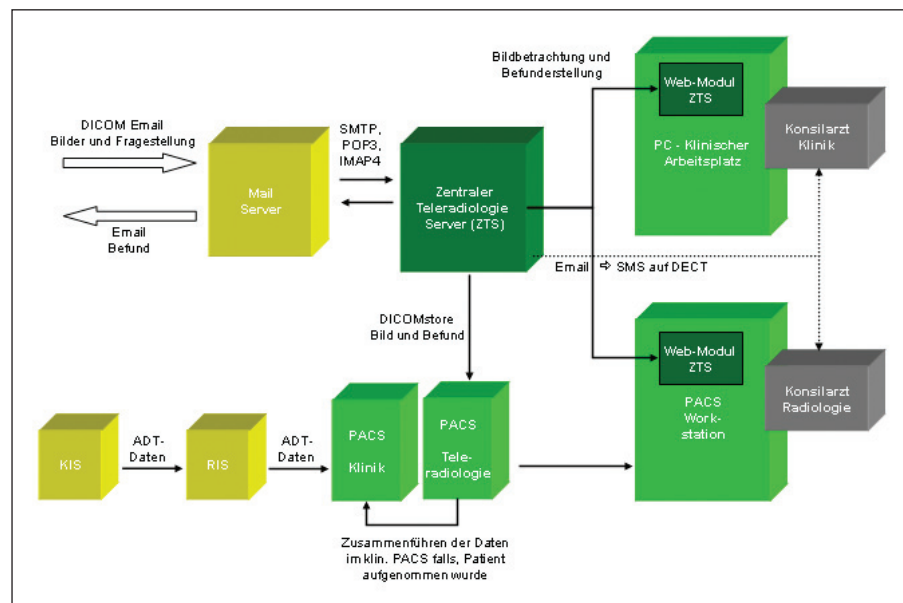 Bildbetrachtung und
Befunderstellung
Web-Modul
ZTS
PC - Klinischer
Arbeitsplatz
Konsilarzt
Klinik
DICOM Email
Bilder und Fragestellung
SMTP,
POP3,
IMAP4
Mail
Server
Zentraler
Teleradiologie
Server (ZTS)
Email
Befund
Email ⇨ SMS auf DECT
DICOMstore
Bild und Befund
Web-Modul
ZTS
PACS
Work-
station
Konsilarzt
Radiologie
KIS
ADT-
Daten
RIS
ADT-
Daten
PACS
Klinik
PACS
Tele-
radiologie
Zusammenführen der Daten
im klin. PACS falls, Patient
aufgenommen wurde